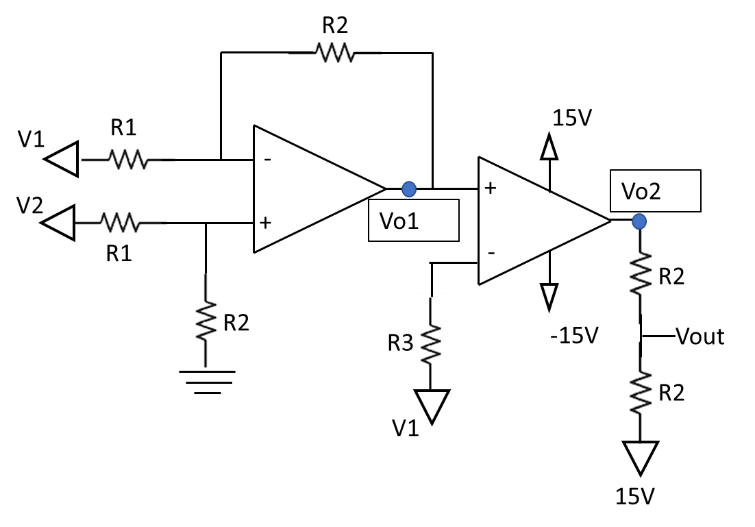 R2
V1
R1
-
15V
V2
R1
+
Vo1
+
-
Vo2
R2
R2
R3
-15V
Vout
R2
V1
15V